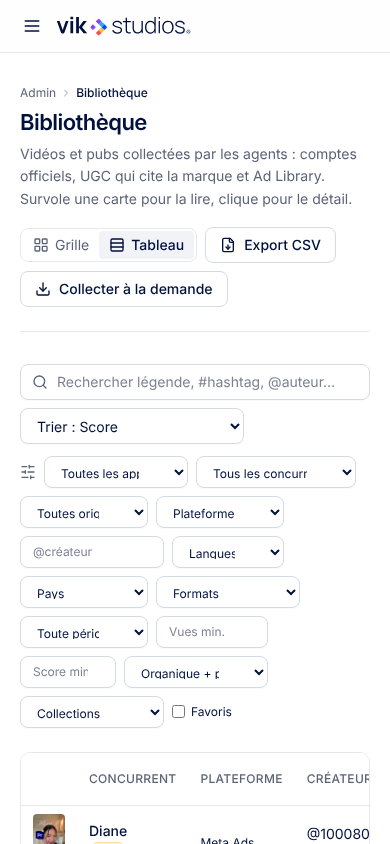 vik studios®
Admin > Bibliothèque
Bibliothèque
Vidéos et pubs collectées par les agents : comptes
officiels, UGC qui cite la marque et Ad Library.
Survole une carte pour la lire, clique pour le détail.
Grille Tableau Export CSV
Collecter à la demande
Rechercher légende, #hashtag, @auteur...
Trier : Score
Toutes les app Tous les concurr
Toutes orig Plateforme
@créateur Langues
Pays Formats
Toute pério Vues min.
Score min Organique + p
Collections Favoris
CONCURRENT PLATEFORME CRÉATEUR
Diane
Meta Ads @100080